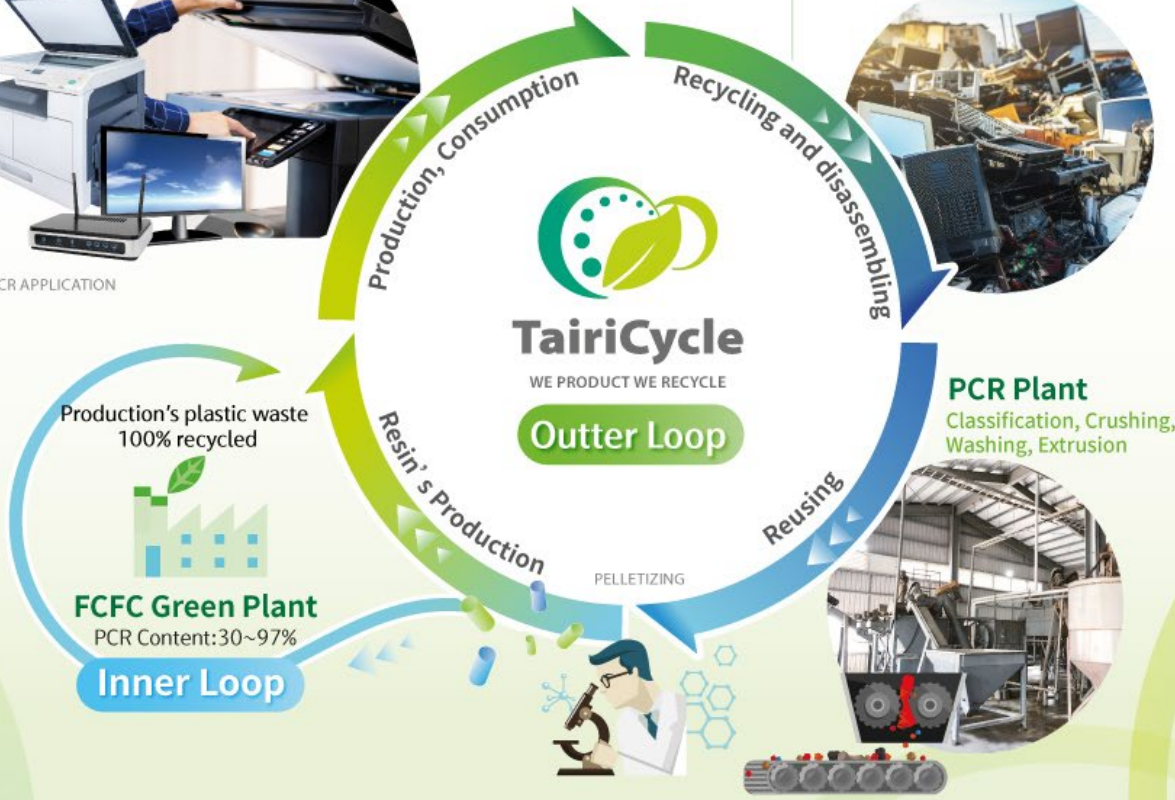 Production, Consumption
Recycling and disassembling
CR APPLICATION
TairiCycle
WE PRODUCT WE RECYCLE
Outter Loop
PCR Plant
Classification, Crushing,
Washing, Extrusion
Production's plastic waste
100% recycled
Resin's Production
Reusing
PELLETIZING
FCFC Green Plant
PCR Content:30~97%
Inner Loop